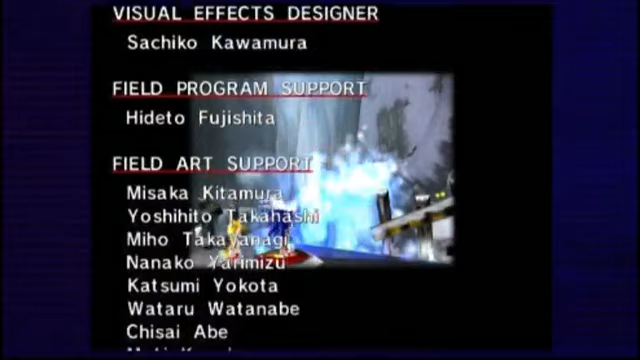 VISUAL EFFECTS DESIGNER
Sachiko Kawamura
FIELD PROGRAM SUPPORT
Hideto Fujishita
FIELD ART SUPPORT
Misaka Kitamura
Yoshihito Takahashi
Miho Takayanagi
Nanako Yarimizu
Katsumi Yokota
Wataru Watanabe
Chisai Abe